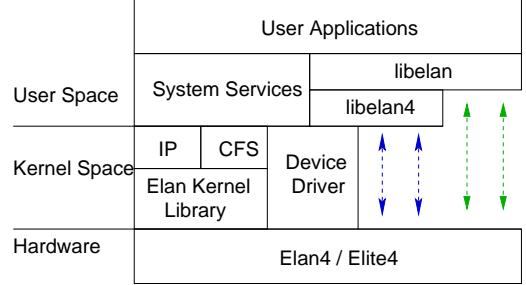 User Applications
libelan
System Services
User Space
libelan4
IP
CFS
Device
Driver
Kernel Space
Elan Kernel
Library
Hardware
Elan4 / Elite4